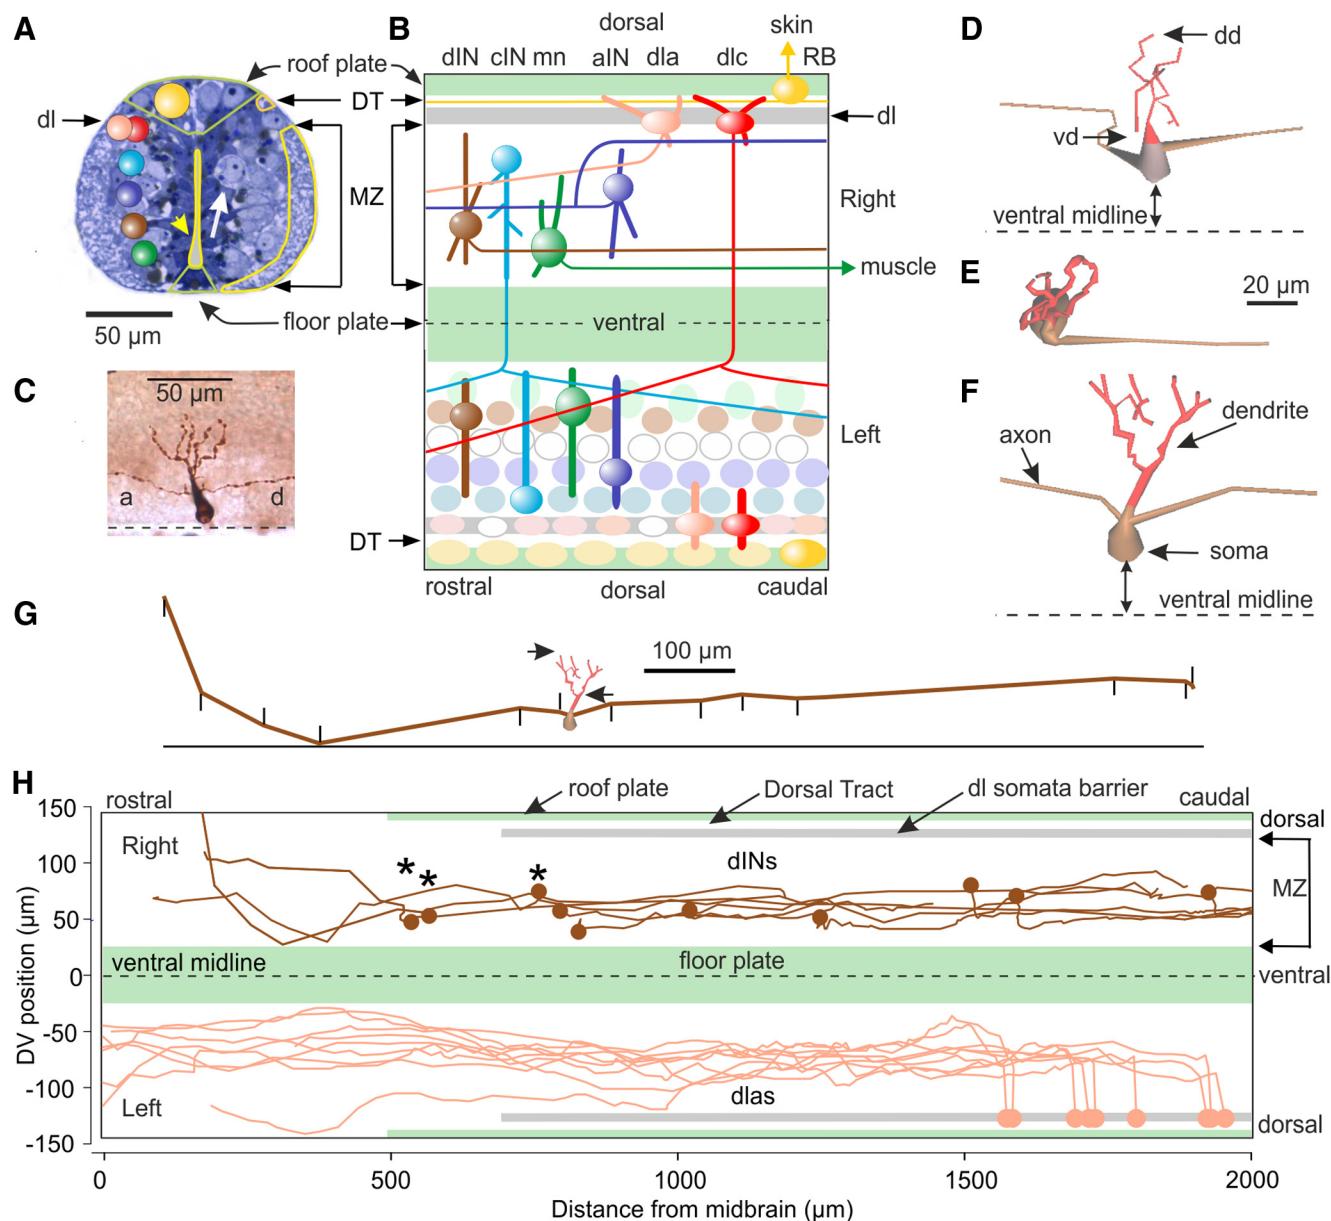 A
roof plate
DT
dl
MZ
50 µm
floor plate
B
dorsal
skin
dIN cIN mn aIN dla dlc RB
dl
Right
muscle
ventral
Left
DT
rostral dorsal caudal
C
50 µm
a d
D
dd
vd
ventral midline
E
20 µm
F
dendrite
axon
soma
ventral midline
G
100 µm
H
rostral
roof plate
Dorsal Tract
dl somata barrier
caudal
150
100
50
0
-50
-100
-150
DV position (µm)
Right
* * *
dINs
dorsal
MZ
ventral midline
floor plate
ventral
Left
dlas
dorsal
0 500 1000 1500 2000
Distance from midbrain (µm)